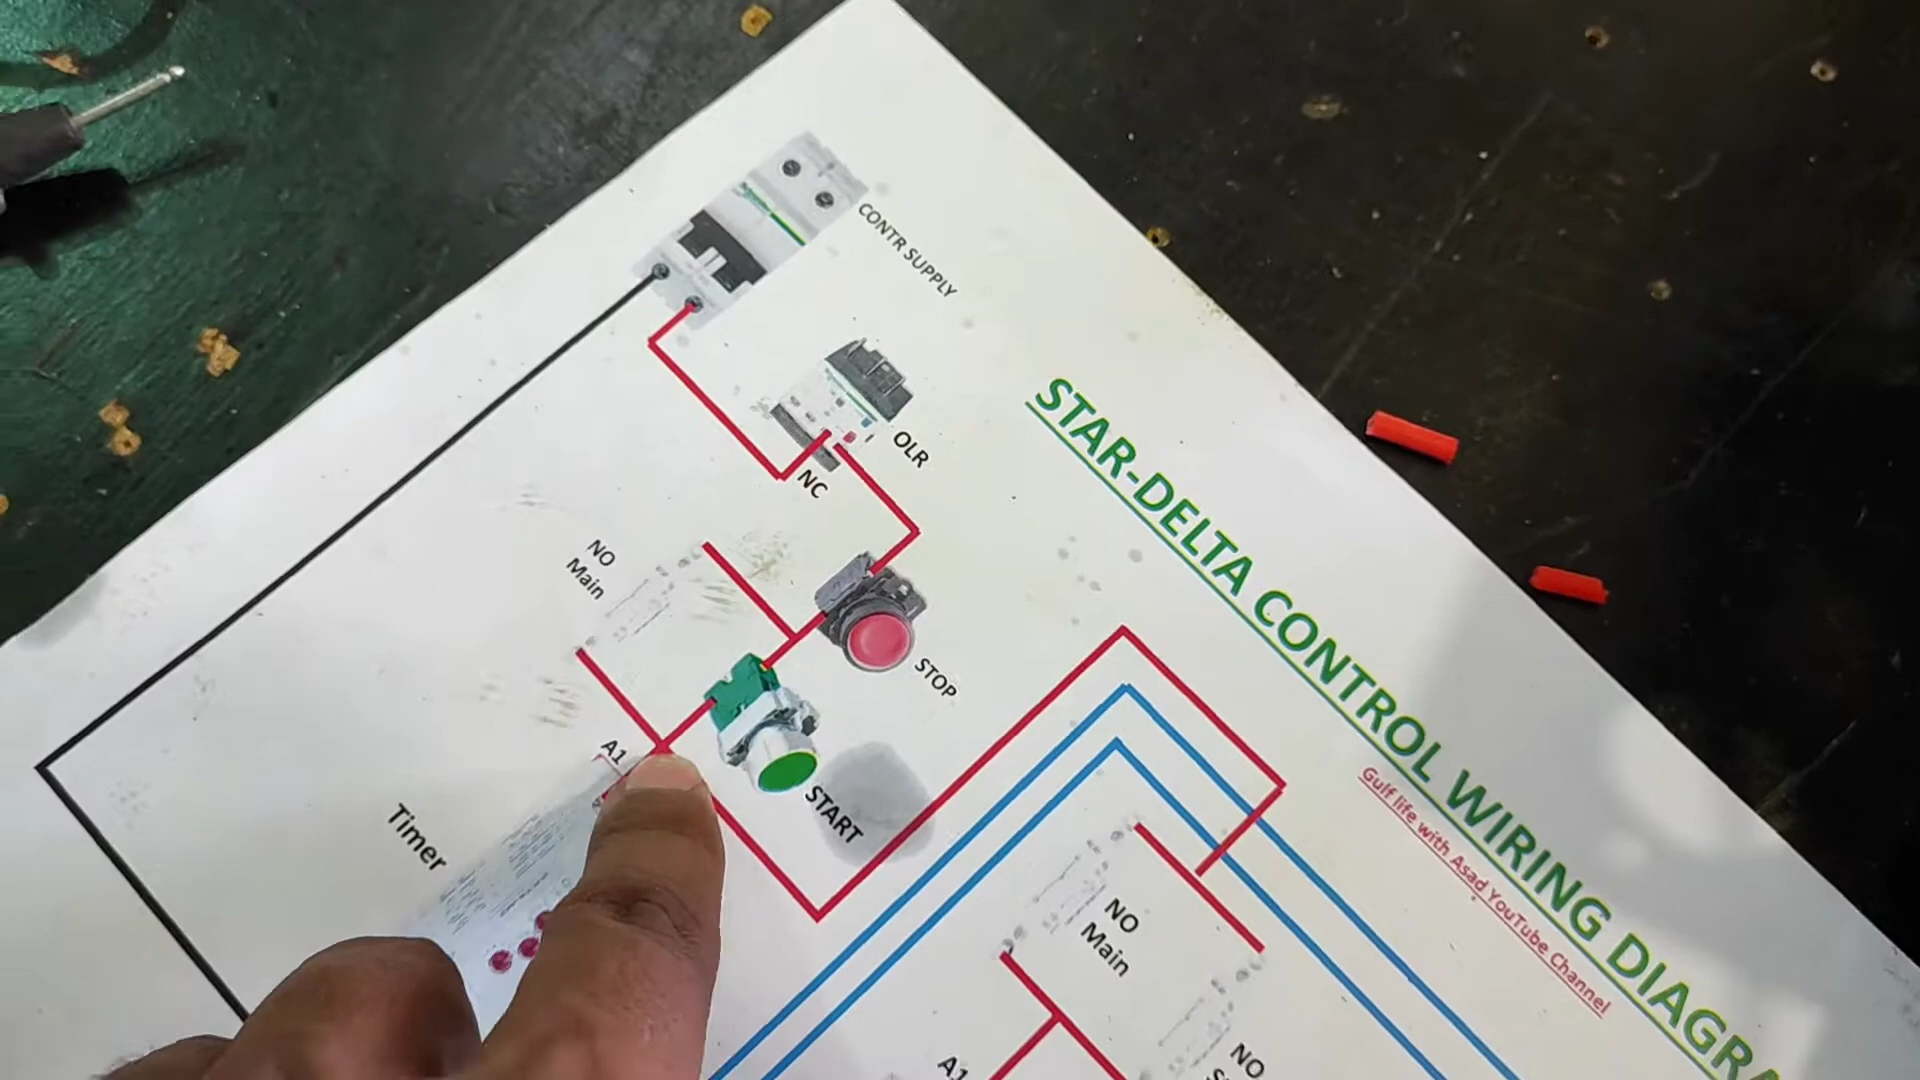 CONTR SUPPLY
OLR
NC
NO
Main
STOP
START
A1
Timer
STAR-DELTA CONTROL WIRING DIAGRA
Gulf life with Asad YouTube Channel
NO
Main
A1
NO